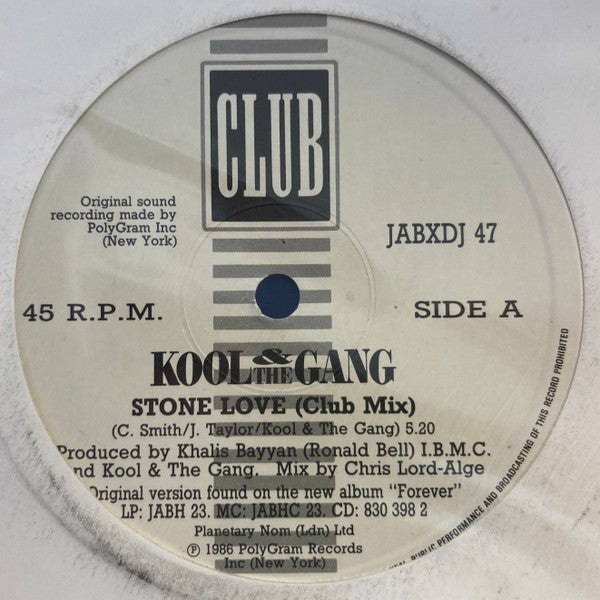 CLUB
Original sound
recording made by
PolyGram Inc
(New York)
JABXDJ 47
45 R.P.M.
SIDE A
KOOL & THE GANG
STONE LOVE (Club Mix)
(C. Smith/J. Taylor/Kool & The Gang) 5.20
Produced by Khalis Bayyan (Ronald Bell) I.B.M.C.
nd Kool & The Gang. Mix by Chris Lord-Alge
Original version found on the new album "Forever"
LP: JABH 23. MC: JABHC 23. CD: 830 398 2
Planetary Nom (Ldn) Ltd
Ⓟ 1986 PolyGram Records
Inc (New York)
PUBLIC PERFORMANCE AND BROADCASTING OF THIS RECORD PROHIBITED